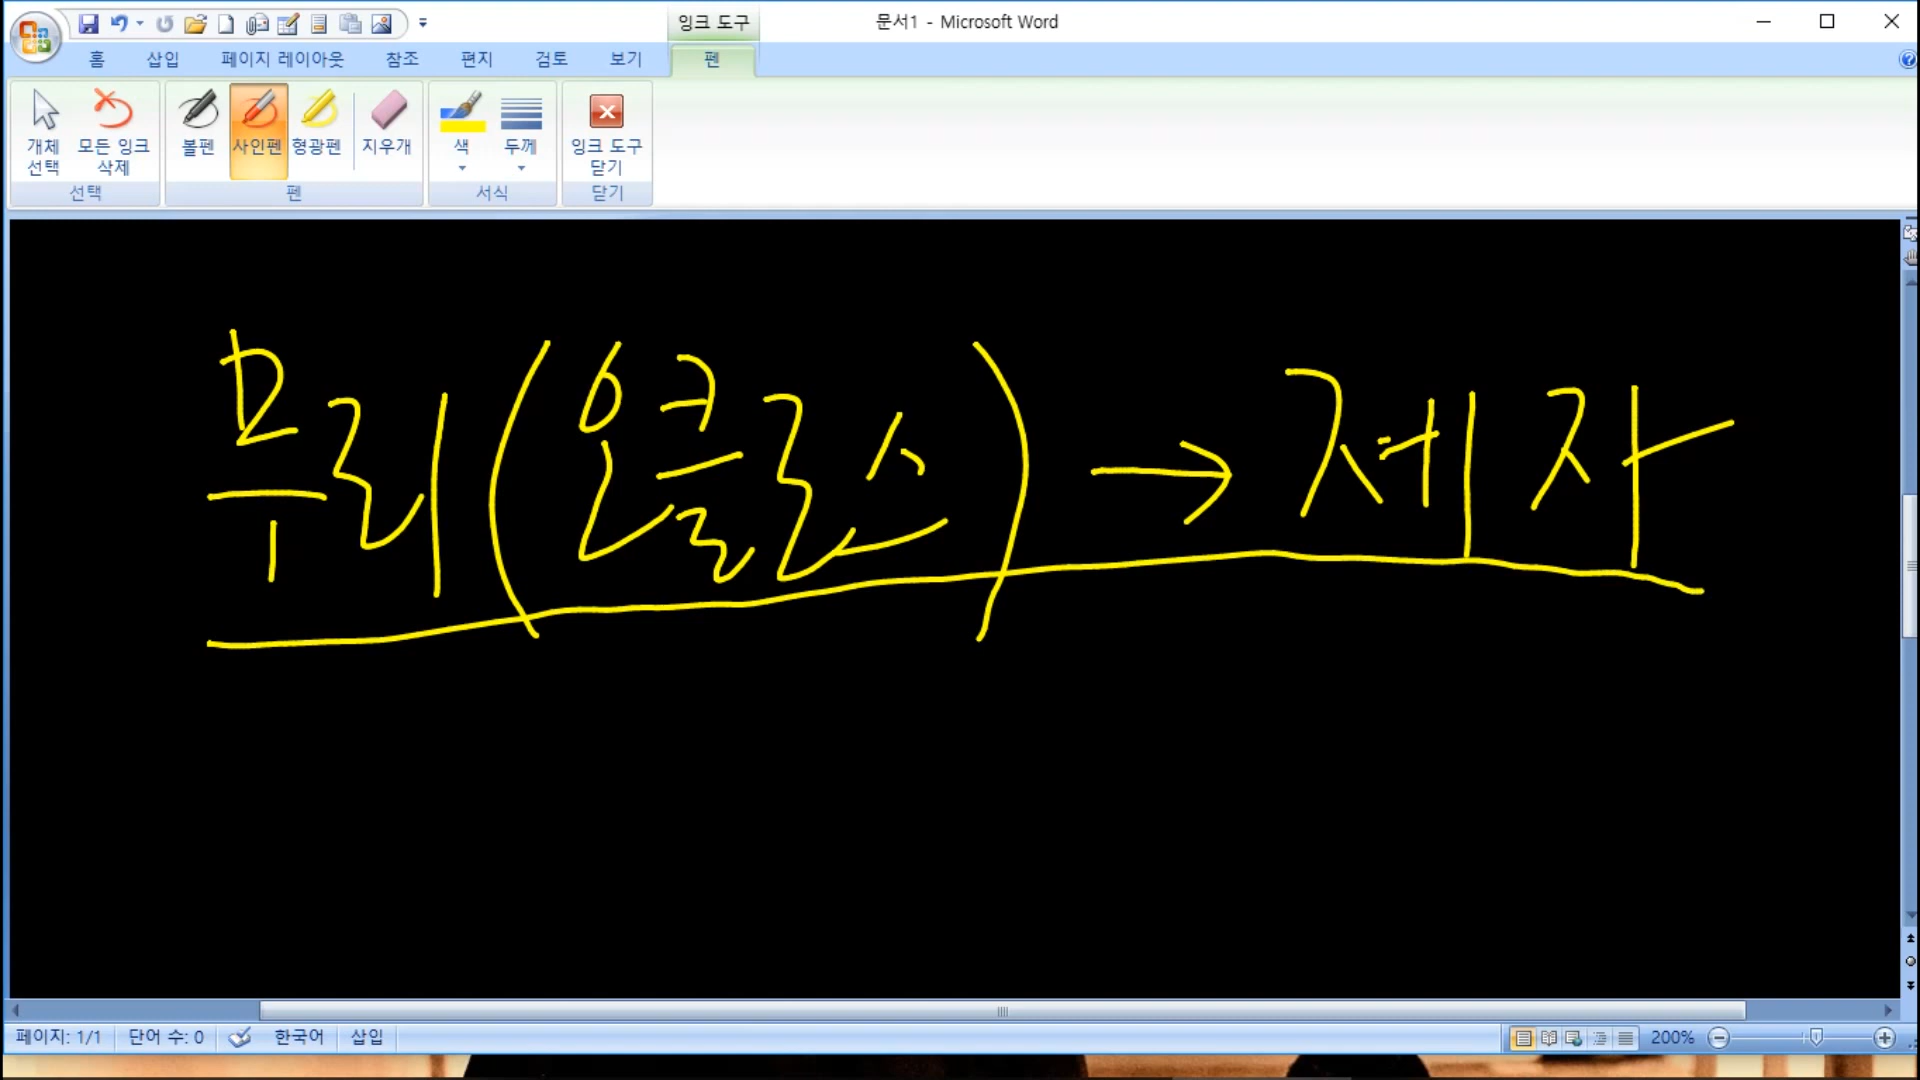 잉크 도구
문서1 - Microsoft Word
홈 삽입 페이지 레이아웃 참조 편지 검토 보기 펜
개체 선택 모든 잉크 삭제 볼펜 사인펜 형광펜 지우개 색 두께 잉크 도구 닫기
선택 펜 서식 닫기
무리(오클로스) → 제자
페이지: 1/1 단어 수: 0 한국어 삽입 200%